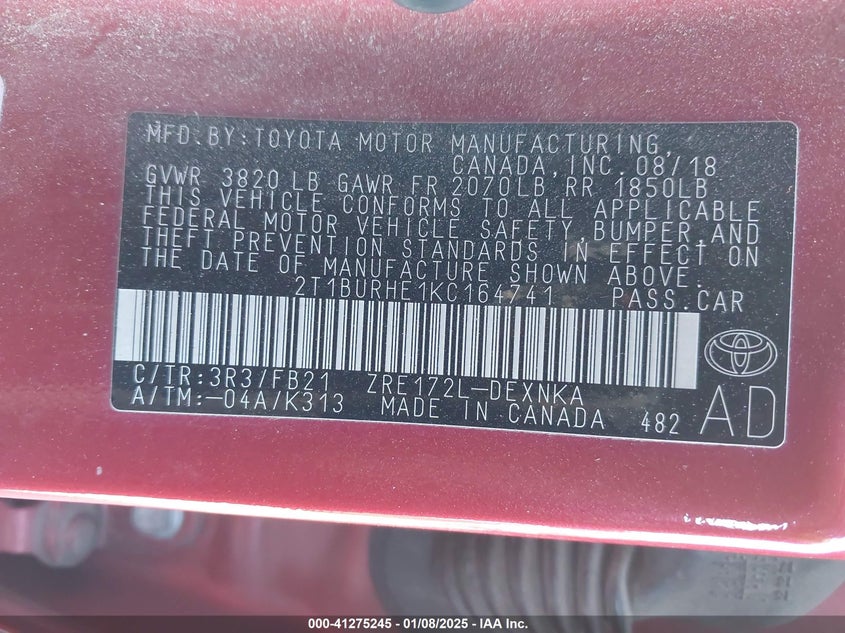 MFD.BY:TOYOTA MOTOR MANUFACTURING,
CANADA,INC.08/18
GVWR 3820 LB GAWR FR 2070LB RR 1850LB
THIS VEHICLE CONFORMS TO ALL APPLICABLE
FEDERAL MOTOR VEHICLE SAFETY, BUMPER AND
THEFT PREVENTION STANDARDS IN EFFECT ON
THE DATE OF MANUFACTURE SHOWN ABOVE.
2T1BURHE1KC164741 PASS.CAR
C/TR:3R3/FB21 ZRE172L-DEXNKA
A/TM:-04A/K313 MADE IN CANADA 482
AD
000-41275245 - 01/08/2025 - IAA Inc.